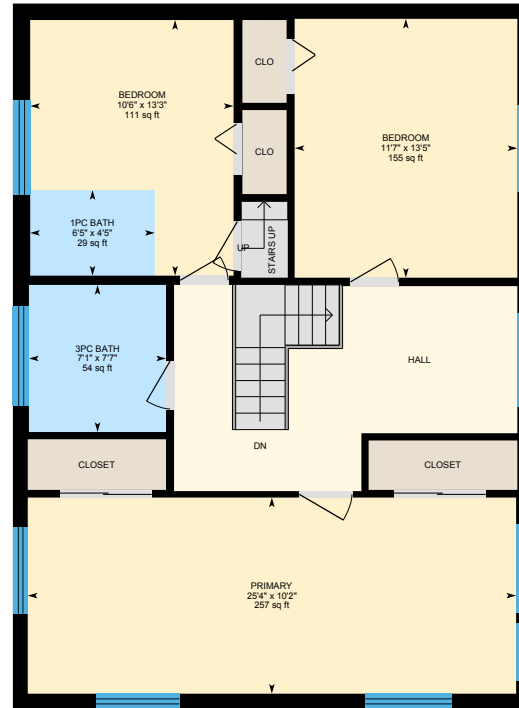 CLO
BEDROOM
10'6" x 13'3"
111 sq ft
BEDROOM
11'7" x 13'5"
155 sq ft
CLO
1PC BATH
6'5" x 4'5"
29 sq ft
UP
STAIRS UP
3PC BATH
7'1" x 7'7"
54 sq ft
HALL
DN
CLOSET
CLOSET
PRIMARY
25'4" x 10'2"
257 sq ft